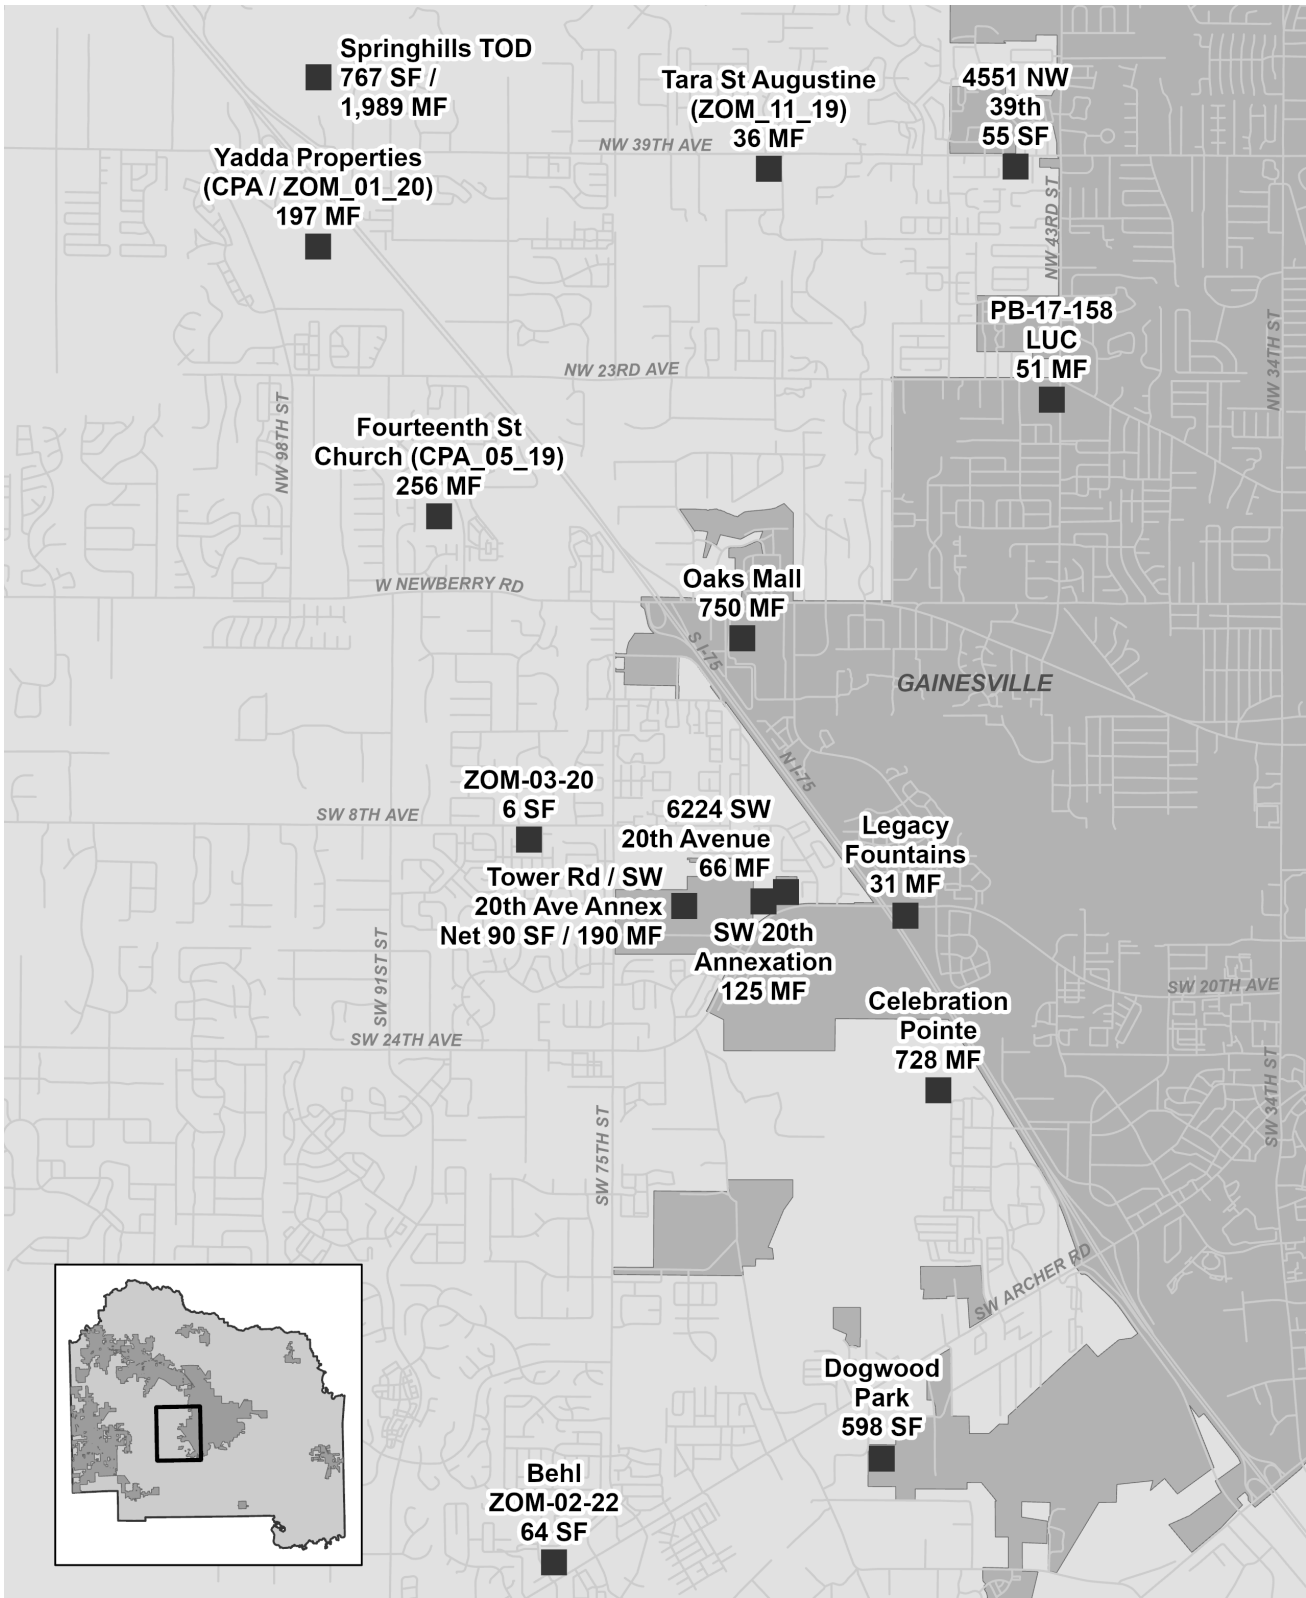 Springhills TOD
767 SF /
1,989 MF
Tara St Augustine
(ZOM_11_19)
36 MF
4551 NW
39th
55 SF
NW 39TH AVE
Yadda Properties
(CPA / ZOM_01_20)
197 MF
NW 43RD ST
PB-17-158
LUC
51 MF
NW 34TH ST
NW 23RD AVE
NW 98TH ST
Fourteenth St
Church (CPA_05_19)
256 MF
W NEWBERRY RD
Oaks Mall
750 MF
S I-75
GAINESVILLE
N I-75
ZOM-03-20
6 SF
SW 8TH AVE
6224 SW
20th Avenue
66 MF
Legacy
Fountains
31 MF
Tower Rd / SW
20th Ave Annex
Net 90 SF / 190 MF
SW 20th
Annexation
125 MF
SW 91ST ST
SW 20TH AVE
Celebration
Pointe
728 MF
SW 24TH AVE
SW 34TH ST
SW 75TH ST
SW ARCHER RD
Dogwood
Park
598 SF
Behl
ZOM-02-22
64 SF